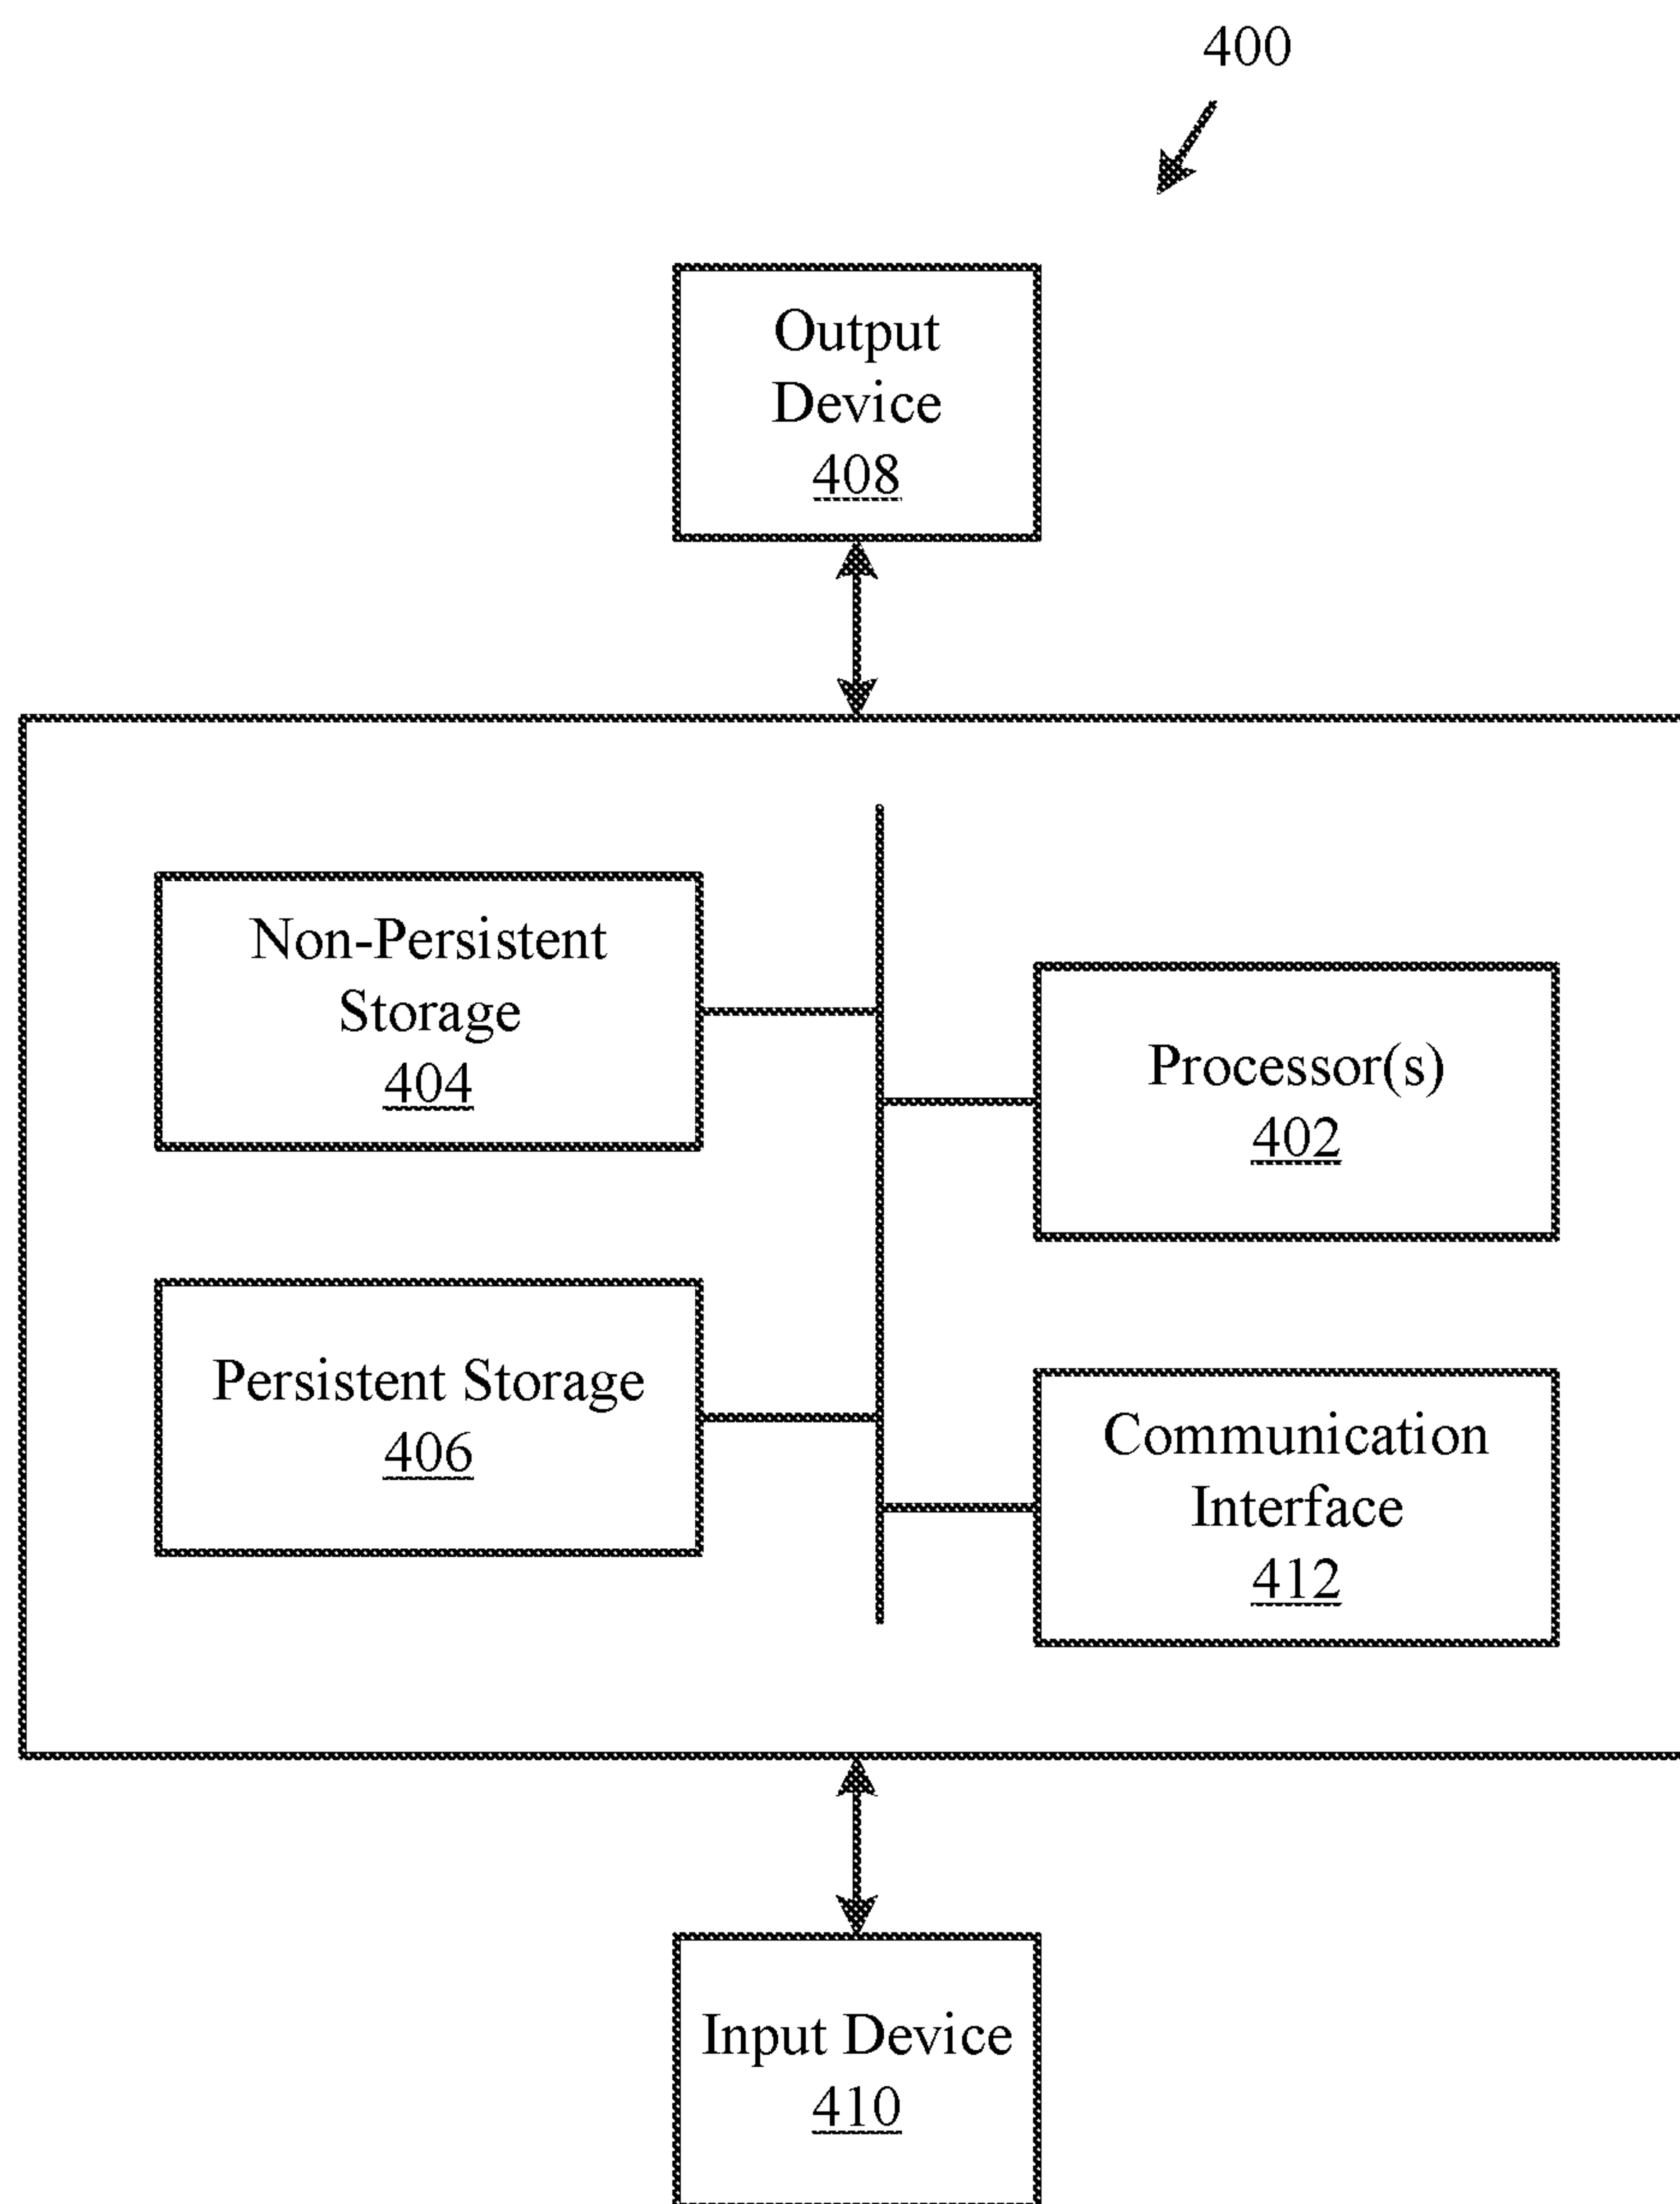 400
Output
Device
408
Non-Persistent
Storage
404
Processor(s)
402
Persistent Storage
406
Communication
Interface
412
Input Device
410